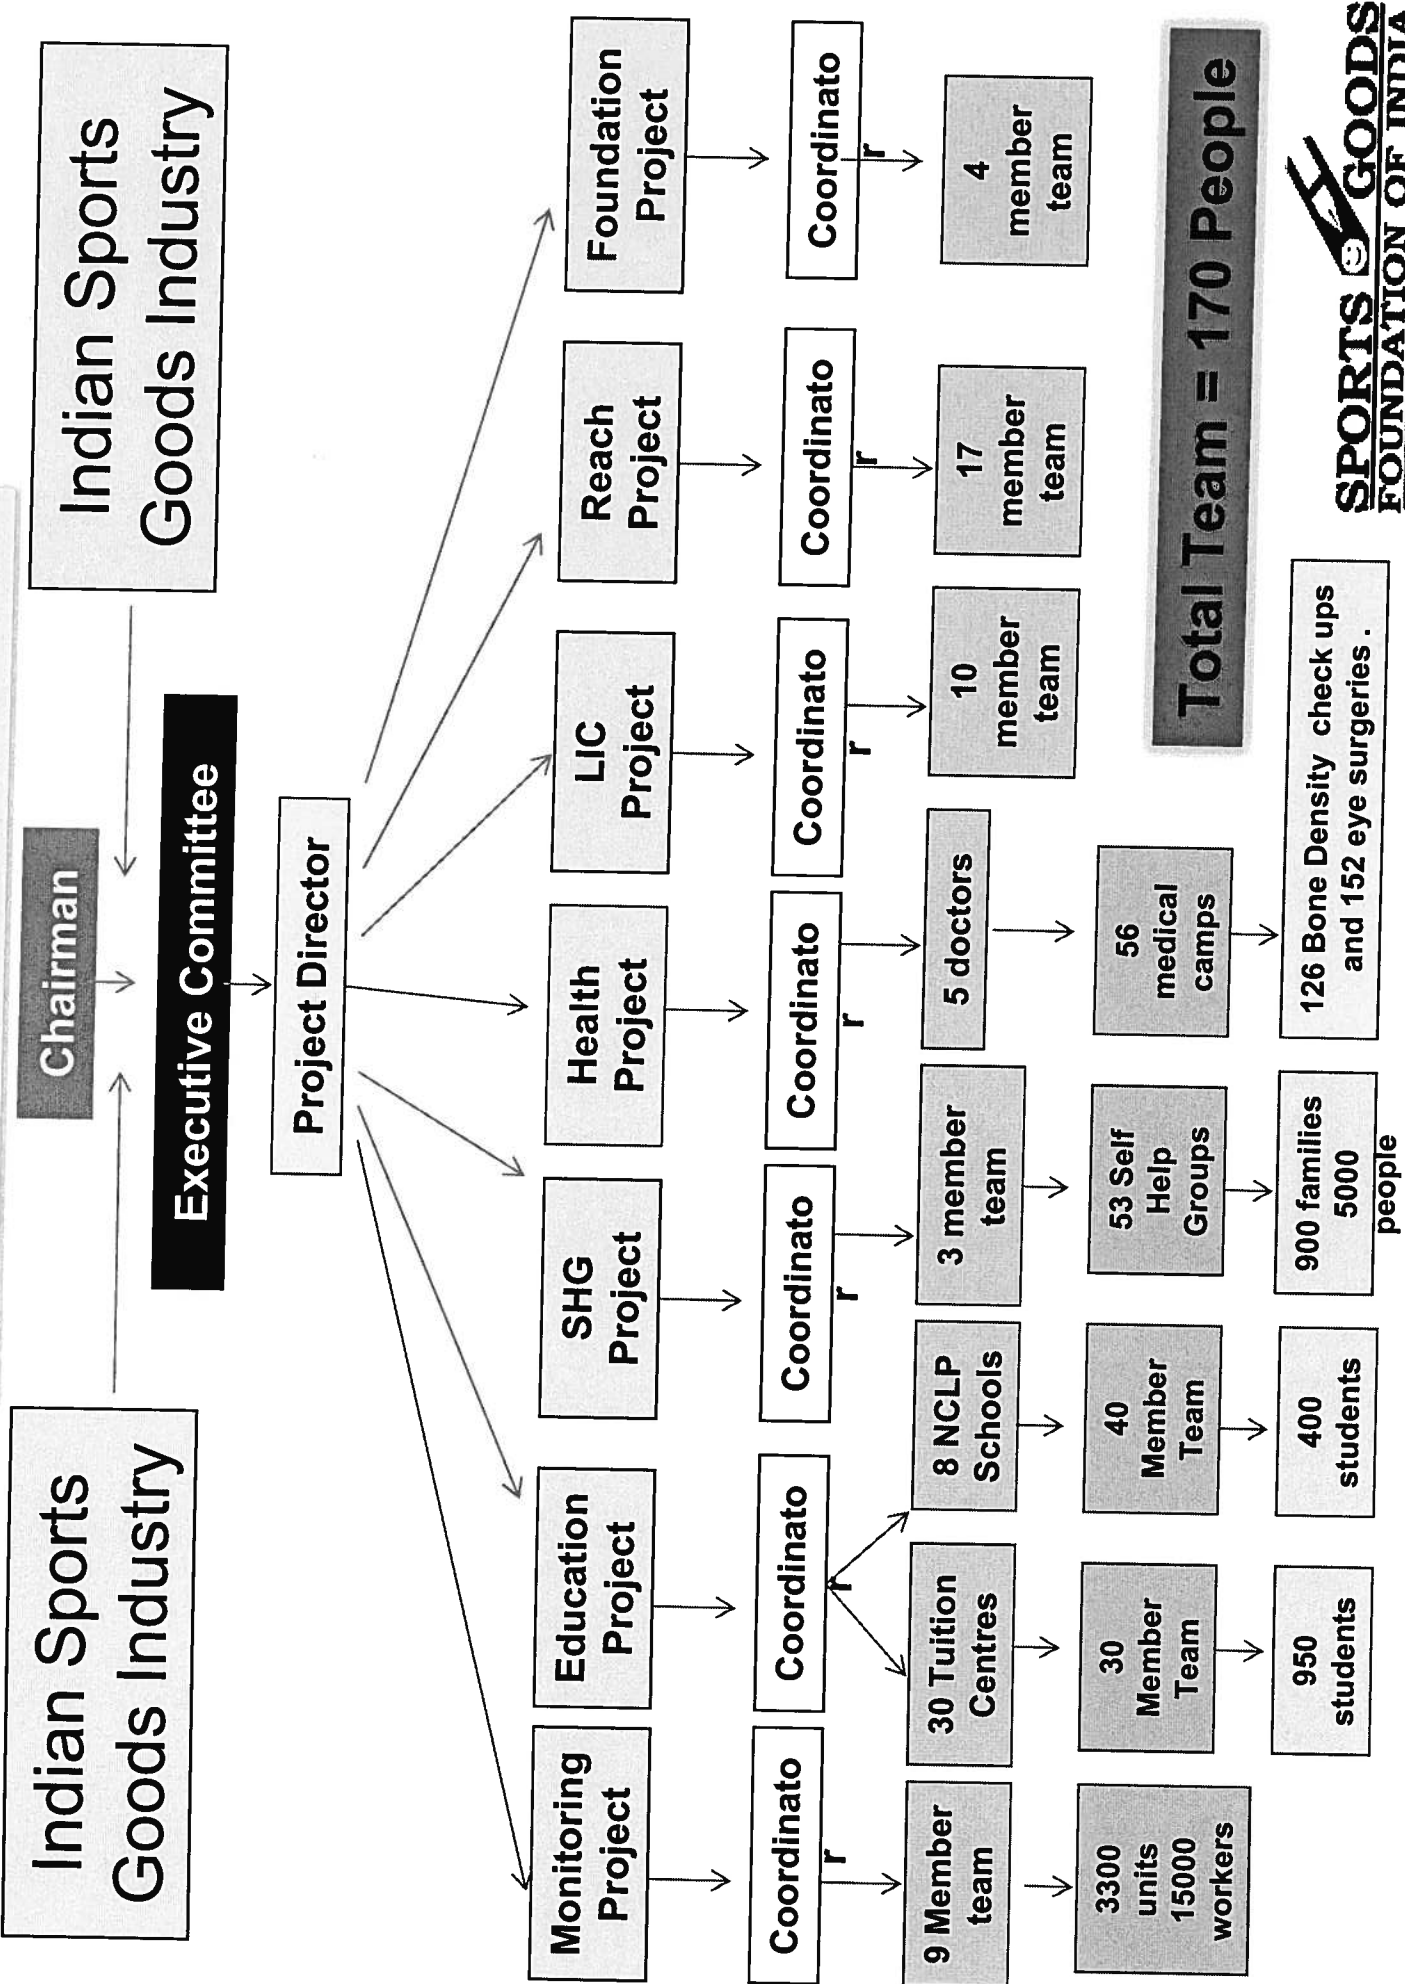 Chairman
Indian Sports
Goods Industry
Indian Sports
Goods Industry
Executive Committee
Project Director
Monitoring
Project
Education
Project
SHG
Project
Health
Project
LIC
Project
Reach
Project
Foundation
Project
Coordinato
r
Coordinato
r
Coordinato
r
Coordinato
r
Coordinato
r
Coordinato
r
Coordinato
r
9 Member
team
30 Tuition
Centres
8 NCLP
Schools
3 member
team
5 doctors
10
member
team
17
member
team
4
member
team
3300
units
15000
workers
30
Member
Team
40
Member
Team
53 Self
Help
Groups
56
medical
camps
Total Team = 170 People
950
students
400
students
900 families
5000
people
126 Bone Density check ups
and 152 eye surgeries .
SPORTS GOODS
FOUNDATION OF INDIA